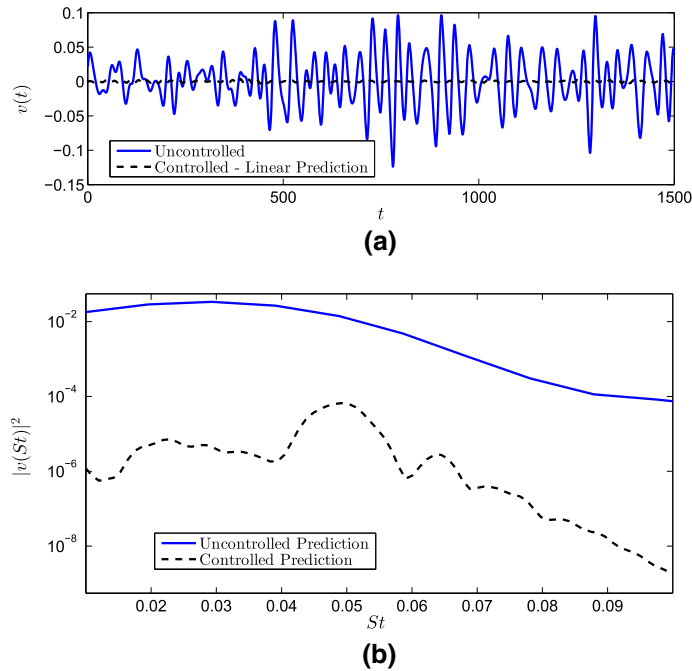 0.1
0.05
0
−0.05
−0.1
−0.15
v(t)
Uncontrolled
Controlled - Linear Prediction
0 500 1000 1500
t
(a)
10⁻²
10⁻⁴
10⁻⁶
10⁻⁸
|v(St)|²
Uncontrolled Prediction
Controlled Prediction
0.02 0.03 0.04 0.05 0.06 0.07 0.08 0.09
St
(b)